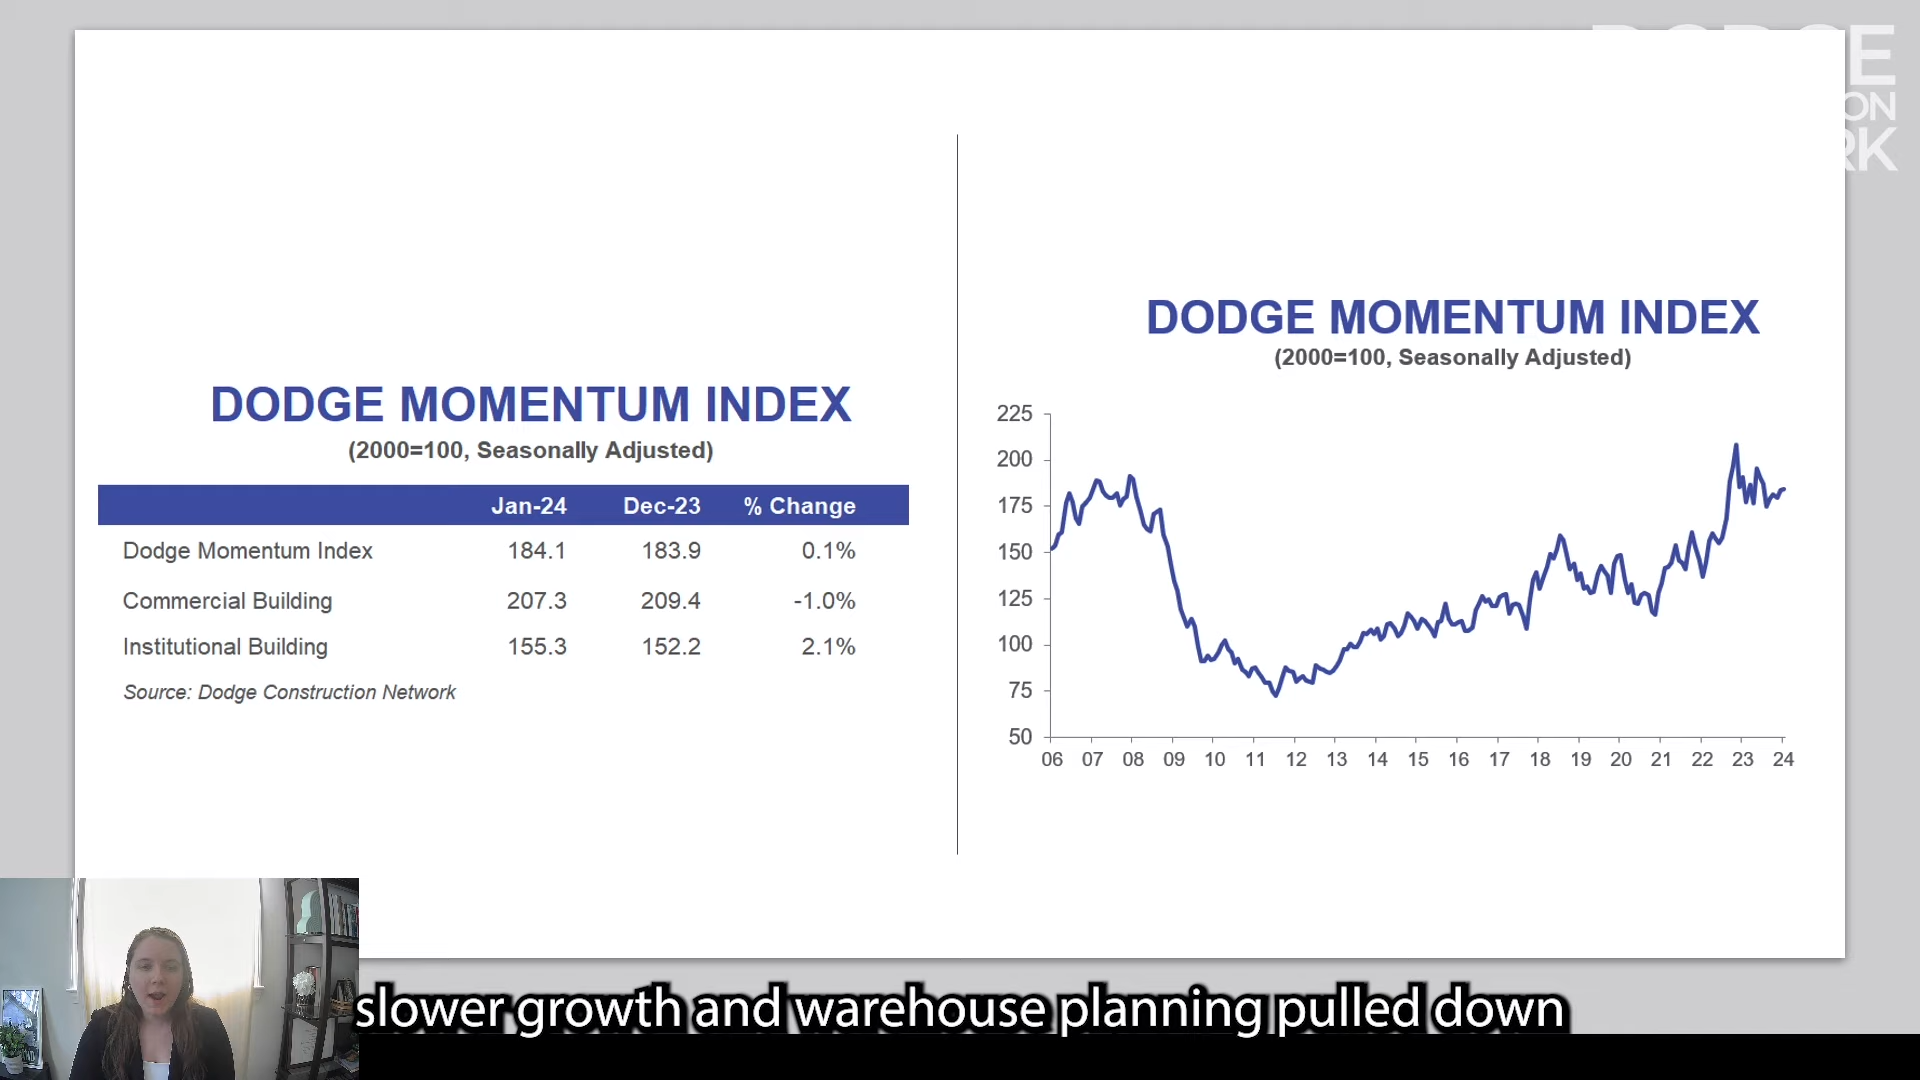 E
ON
RK
DODGE MOMENTUM INDEX
(2000=100, Seasonally Adjusted)
Jan-24 Dec-23 % Change
Dodge Momentum Index 184.1 183.9 0.1%
Commercial Building 207.3 209.4 -1.0%
Institutional Building 155.3 152.2 2.1%
Source: Dodge Construction Network
DODGE MOMENTUM INDEX
(2000=100, Seasonally Adjusted)
225
200
175
150
125
100
75
50
06 07 08 09 10 11 12 13 14 15 16 17 18 19 20 21 22 23 24
slower growth and warehouse planning pulled down